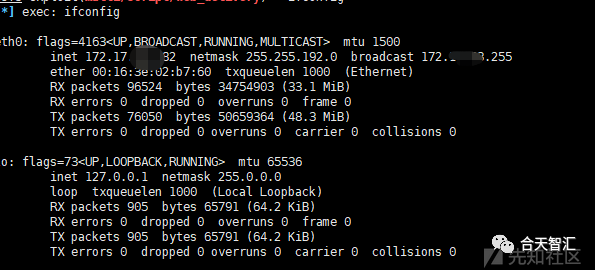 *] exec: ifconfig
eth0: flags=4163<UP,BROADCAST,RUNNING,MULTICAST> mtu 1500
inet 172.17 32 netmask 255.255.192.0 broadcast 172. .255
ether 00:16:3e:02:b7:60 txqueuelen 1000 (Ethernet)
RX packets 96524 bytes 34754903 (33.1 MiB)
RX errors 0 dropped 0 overruns 0 frame 0
TX packets 76050 bytes 50659364 (48.3 MiB)
TX errors 0 dropped 0 overruns 0 carrier 0 collisions 0
o: flags=73<UP,LOOPBACK,RUNNING> mtu 65536
inet 127.0.0.1 netmask 255.0.0.0
loop txqueuelen 1000 (Local Loopback)
RX packets 905 bytes 65791 (64.2 KiB)
RX errors 0 dropped 0 overruns 0 frame 0
TX packets 905 bytes 65791 (64.2 KiB)
TX errors 0 dropped 0 overruns 0 carrier 0 collisions 0
合天智汇
先知社区